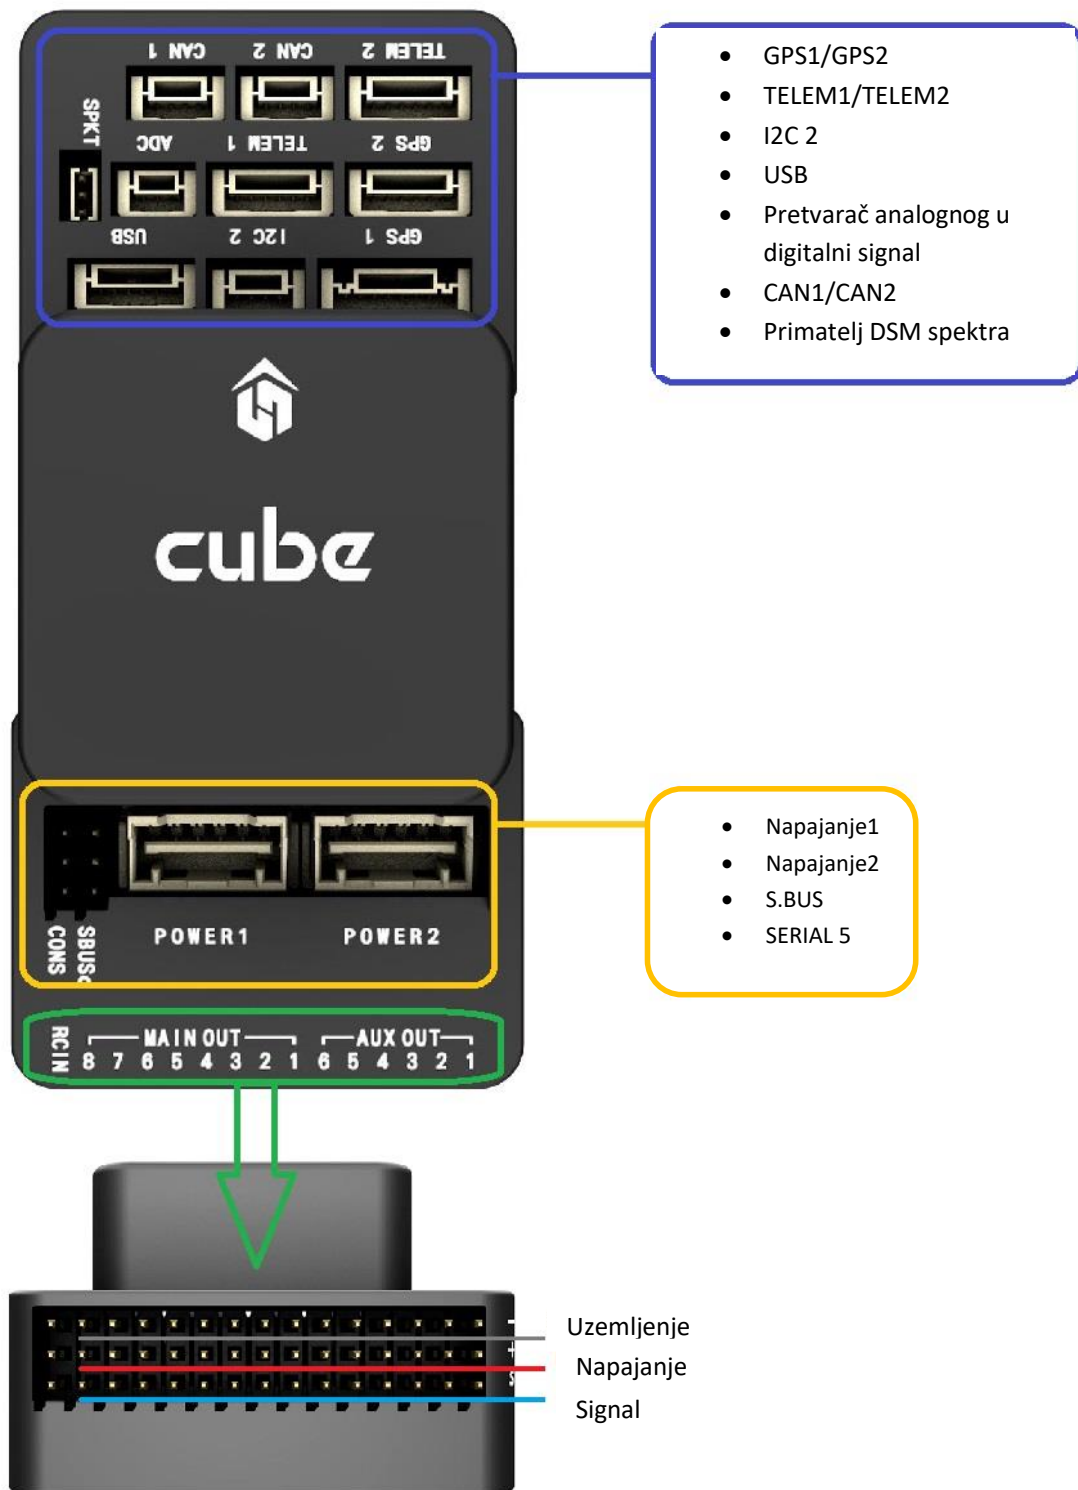 CAN 1 CAN 2 TELEM 2
SPKT
ADC TELEM 1 GPS 2
USB I2C 2 GPS 1
• GPS1/GPS2
• TELEM1/TELEM2
• I2C 2
• USB
• Pretvarač analognog u
digitalni signal
• CAN1/CAN2
• Primatelj DSM spektra
cube
CONS
SBUSo
POWER1 POWER2
• Napajanje1
• Napajanje2
• S.BUS
• SERIAL 5
RCIN
MAIN OUT AUX OUT
8 7 6 5 4 3 2 1 6 5 4 3 2 1
- Uzemljenje
+ Napajanje
S Signal